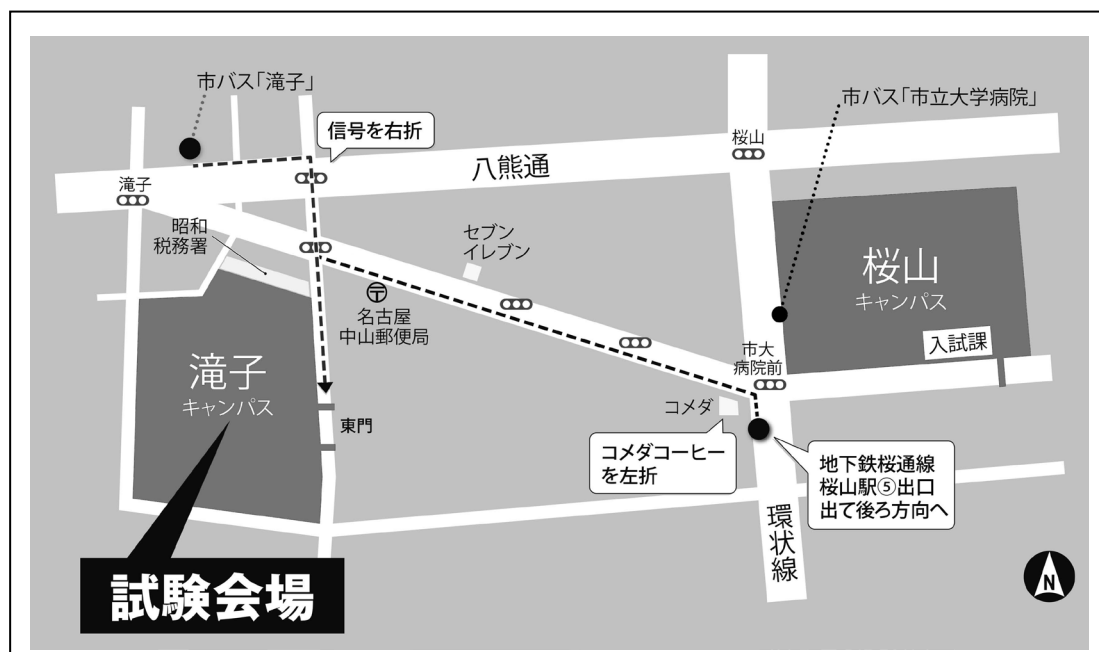 市バス「滝子」
信号を右折
市バス「市立大学病院」
桜山
八熊通
滝子
昭和
税務署
セブン
イレブン
桜山
キャンパス
〒
名古屋
中山郵便局
入試課
市大
病院前
滝子
キャンパス
コメダ
東門
コメダコーヒー
を左折
地下鉄桜通線
桜山駅⑤出口
出て後ろ方向へ
環状線
試験会場
N